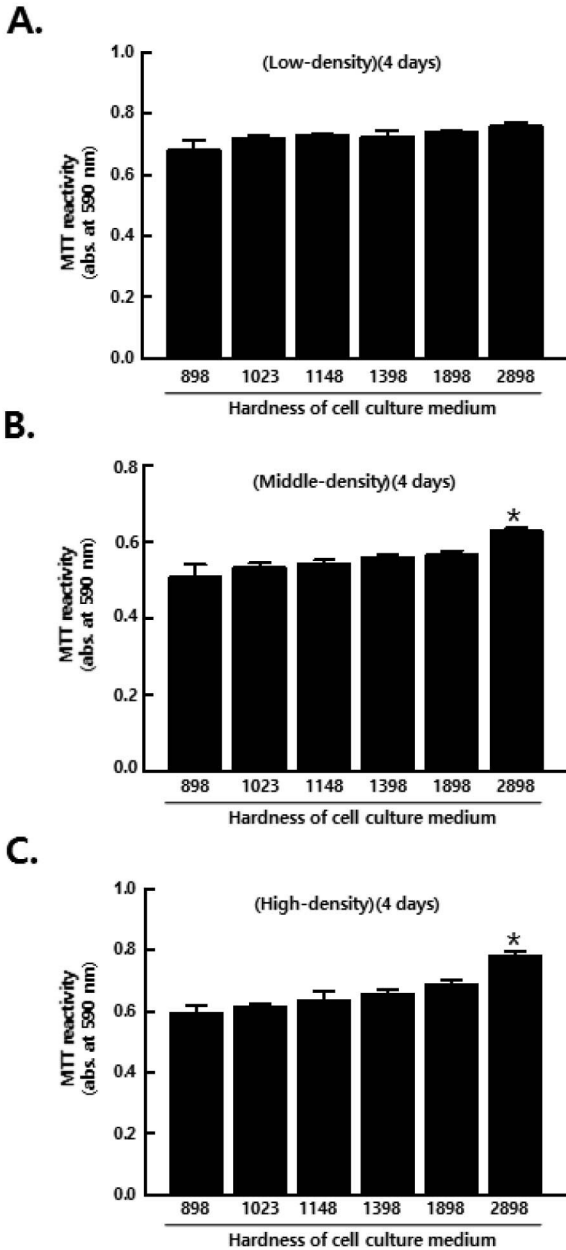 A.
(Low-density)(4 days)
MTT reactivity
(abs. at 590 nm)
1.0
0.8
0.6
0.4
0.2
0.0
898 1023 1148 1398 1898 2898
Hardness of cell culture medium
B.
(Middle-density)(4 days)
MTT reactivity
(abs. at 590 nm)
0.8
0.6
0.4
0.2
0.0
*
898 1023 1148 1398 1898 2898
Hardness of cell culture medium
C.
(High-density)(4 days)
MTT reactivity
(abs. at 590 nm)
1.0
0.8
0.6
0.4
0.2
0.0
*
898 1023 1148 1398 1898 2898
Hardness of cell culture medium